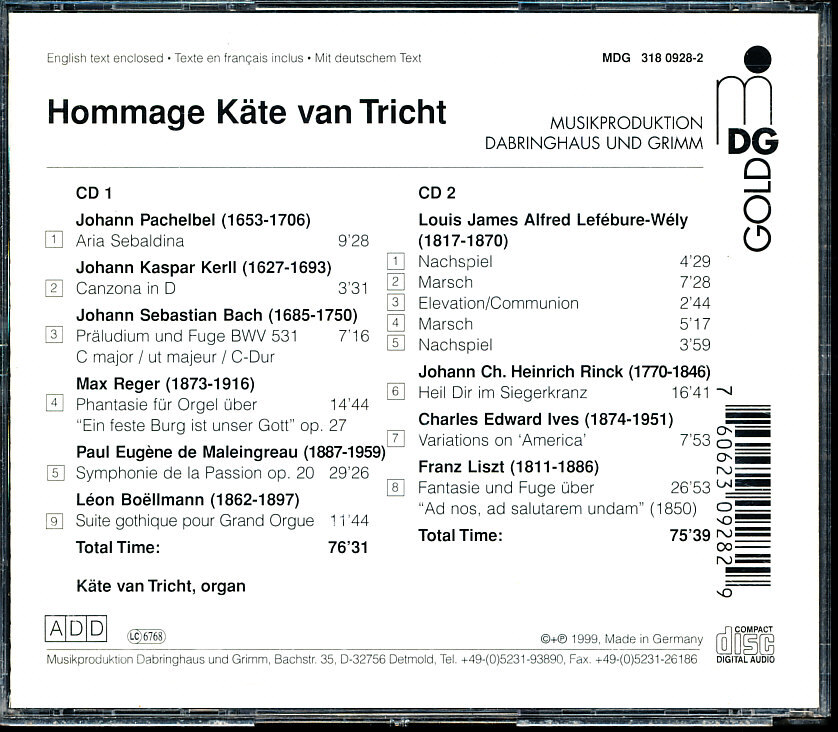 English text enclosed • Texte en français inclus • Mit deutschem Text
MDG 318 0928-2
Hommage Käte van Tricht
MUSIKPRODUKTION
DABRINGHAUS UND GRIMM
m
DG
GOLD
CD 1
Johann Pachelbel (1653-1706)
1 Aria Sebaldina 9'28
Johann Kaspar Kerll (1627-1693)
2 Canzona in D 3'31
Johann Sebastian Bach (1685-1750)
3 Präludium und Fuge BWV 531 7'16
C major / ut majeur / C-Dur
Max Reger (1873-1916)
4 Phantasie für Orgel über 14'44
"Ein feste Burg ist unser Gott" op. 27
Paul Eugène de Maleingreau (1887-1959)
5 Symphonie de la Passion op. 20 29'26
Léon Boëllmann (1862-1897)
9 Suite gothique pour Grand Orgue 11'44
Total Time: 76'31
Käte van Tricht, organ
CD 2
Louis James Alfred Lefébure-Wély
(1817-1870)
1 Nachspiel 4'29
2 Marsch 7'28
3 Elevation/Communion 2'44
4 Marsch 5'17
5 Nachspiel 3'59
Johann Ch. Heinrich Rinck (1770-1846)
6 Heil Dir im Siegerkranz 16'41
Charles Edward Ives (1874-1951)
7 Variations on 'America' 7'53
Franz Liszt (1811-1886)
8 Fantasie und Fuge über 26'53
"Ad nos, ad salutarem undam" (1850)
Total Time: 75'39
7 60623 09282 9
ADD
LC 6768
©+℗ 1999, Made in Germany
Musikproduktion Dabringhaus und Grimm, Bachstr. 35, D-32756 Detmold, Tel. +49-(0)5231-93890, Fax. +49-(0)5231-26186
COMPACT
disc
DIGITAL AUDIO